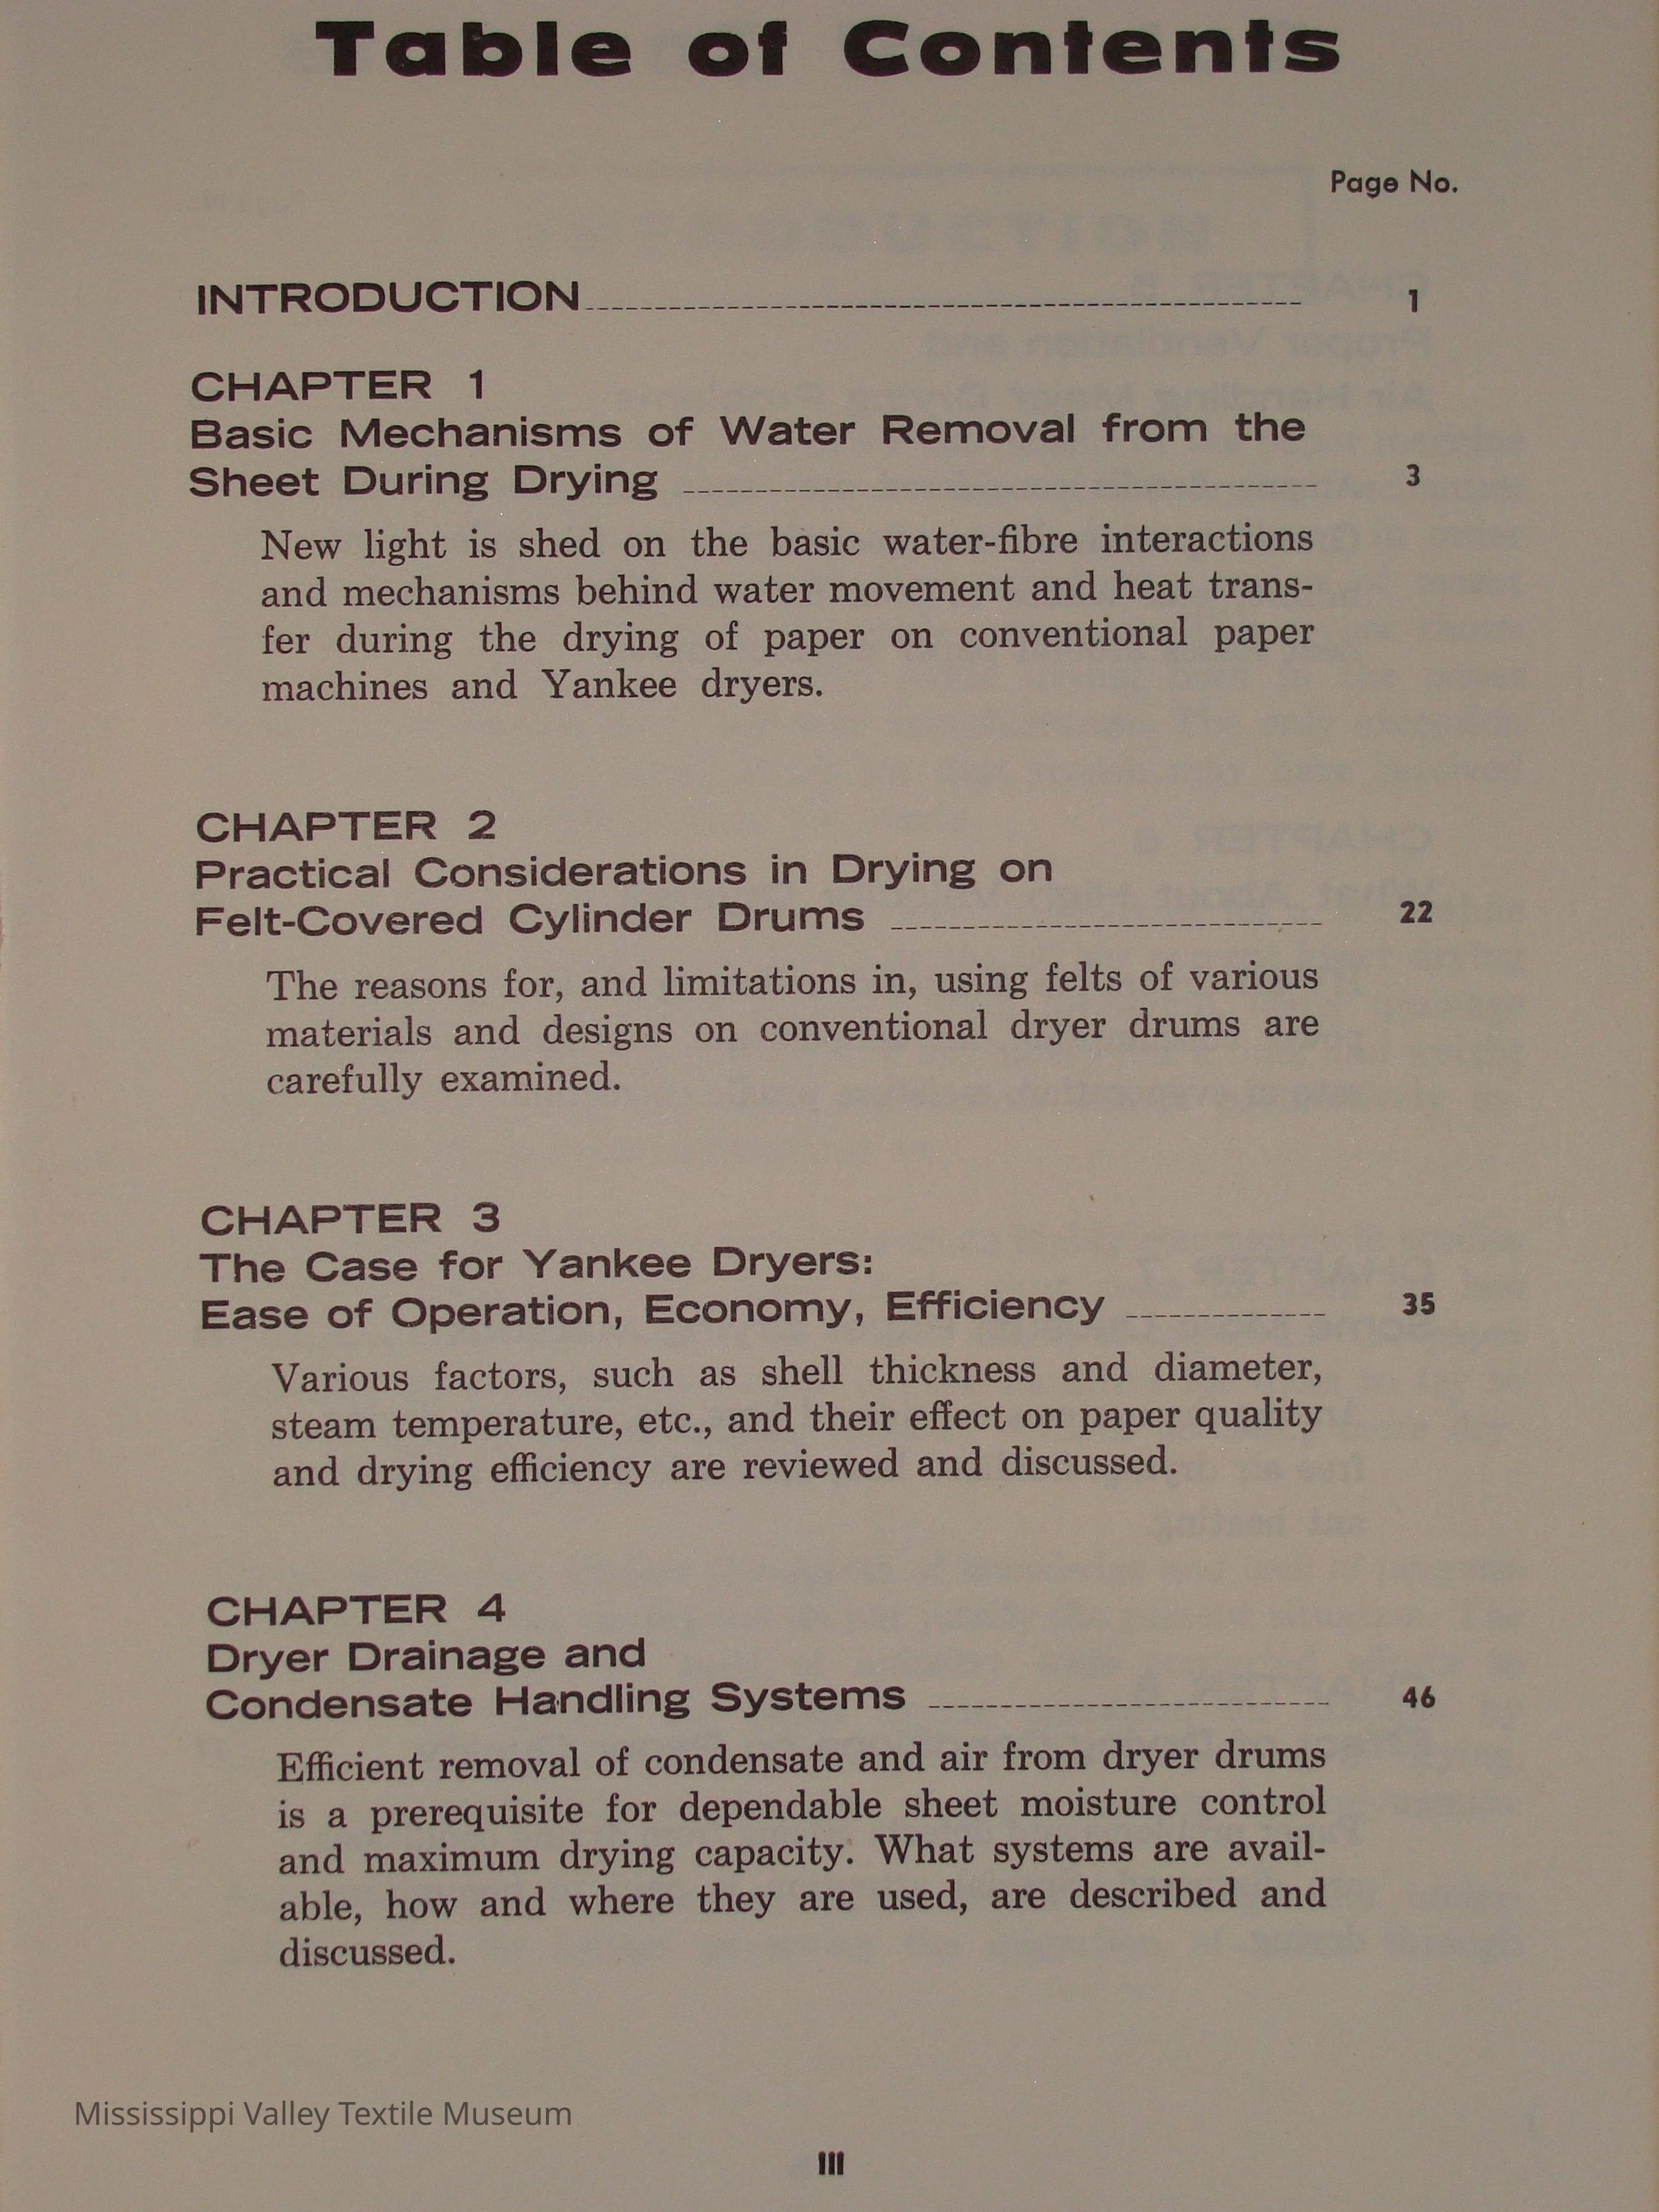 Table of Contents
Page No.
INTRODUCTION 1
CHAPTER 1
Basic Mechanisms of Water Removal from the
Sheet During Drying 3
New light is shed on the basic water-fibre interactions
and mechanisms behind water movement and heat trans-
fer during the drying of paper on conventional paper
machines and Yankee dryers.
CHAPTER 2
Practical Considerations in Drying on
Felt-Covered Cylinder Drums 22
The reasons for, and limitations in, using felts of various
materials and designs on conventional dryer drums are
carefully examined.
CHAPTER 3
The Case for Yankee Dryers:
Ease of Operation, Economy, Efficiency 35
Various factors, such as shell thickness and diameter,
steam temperature, etc., and their effect on paper quality
and drying efficiency are reviewed and discussed.
CHAPTER 4
Dryer Drainage and
Condensate Handling Systems 46
Efficient removal of condensate and air from dryer drums
is a prerequisite for dependable sheet moisture control
and maximum drying capacity. What systems are avail-
able, how and where they are used, are described and
discussed.
Mississippi Valley Textile Museum
III